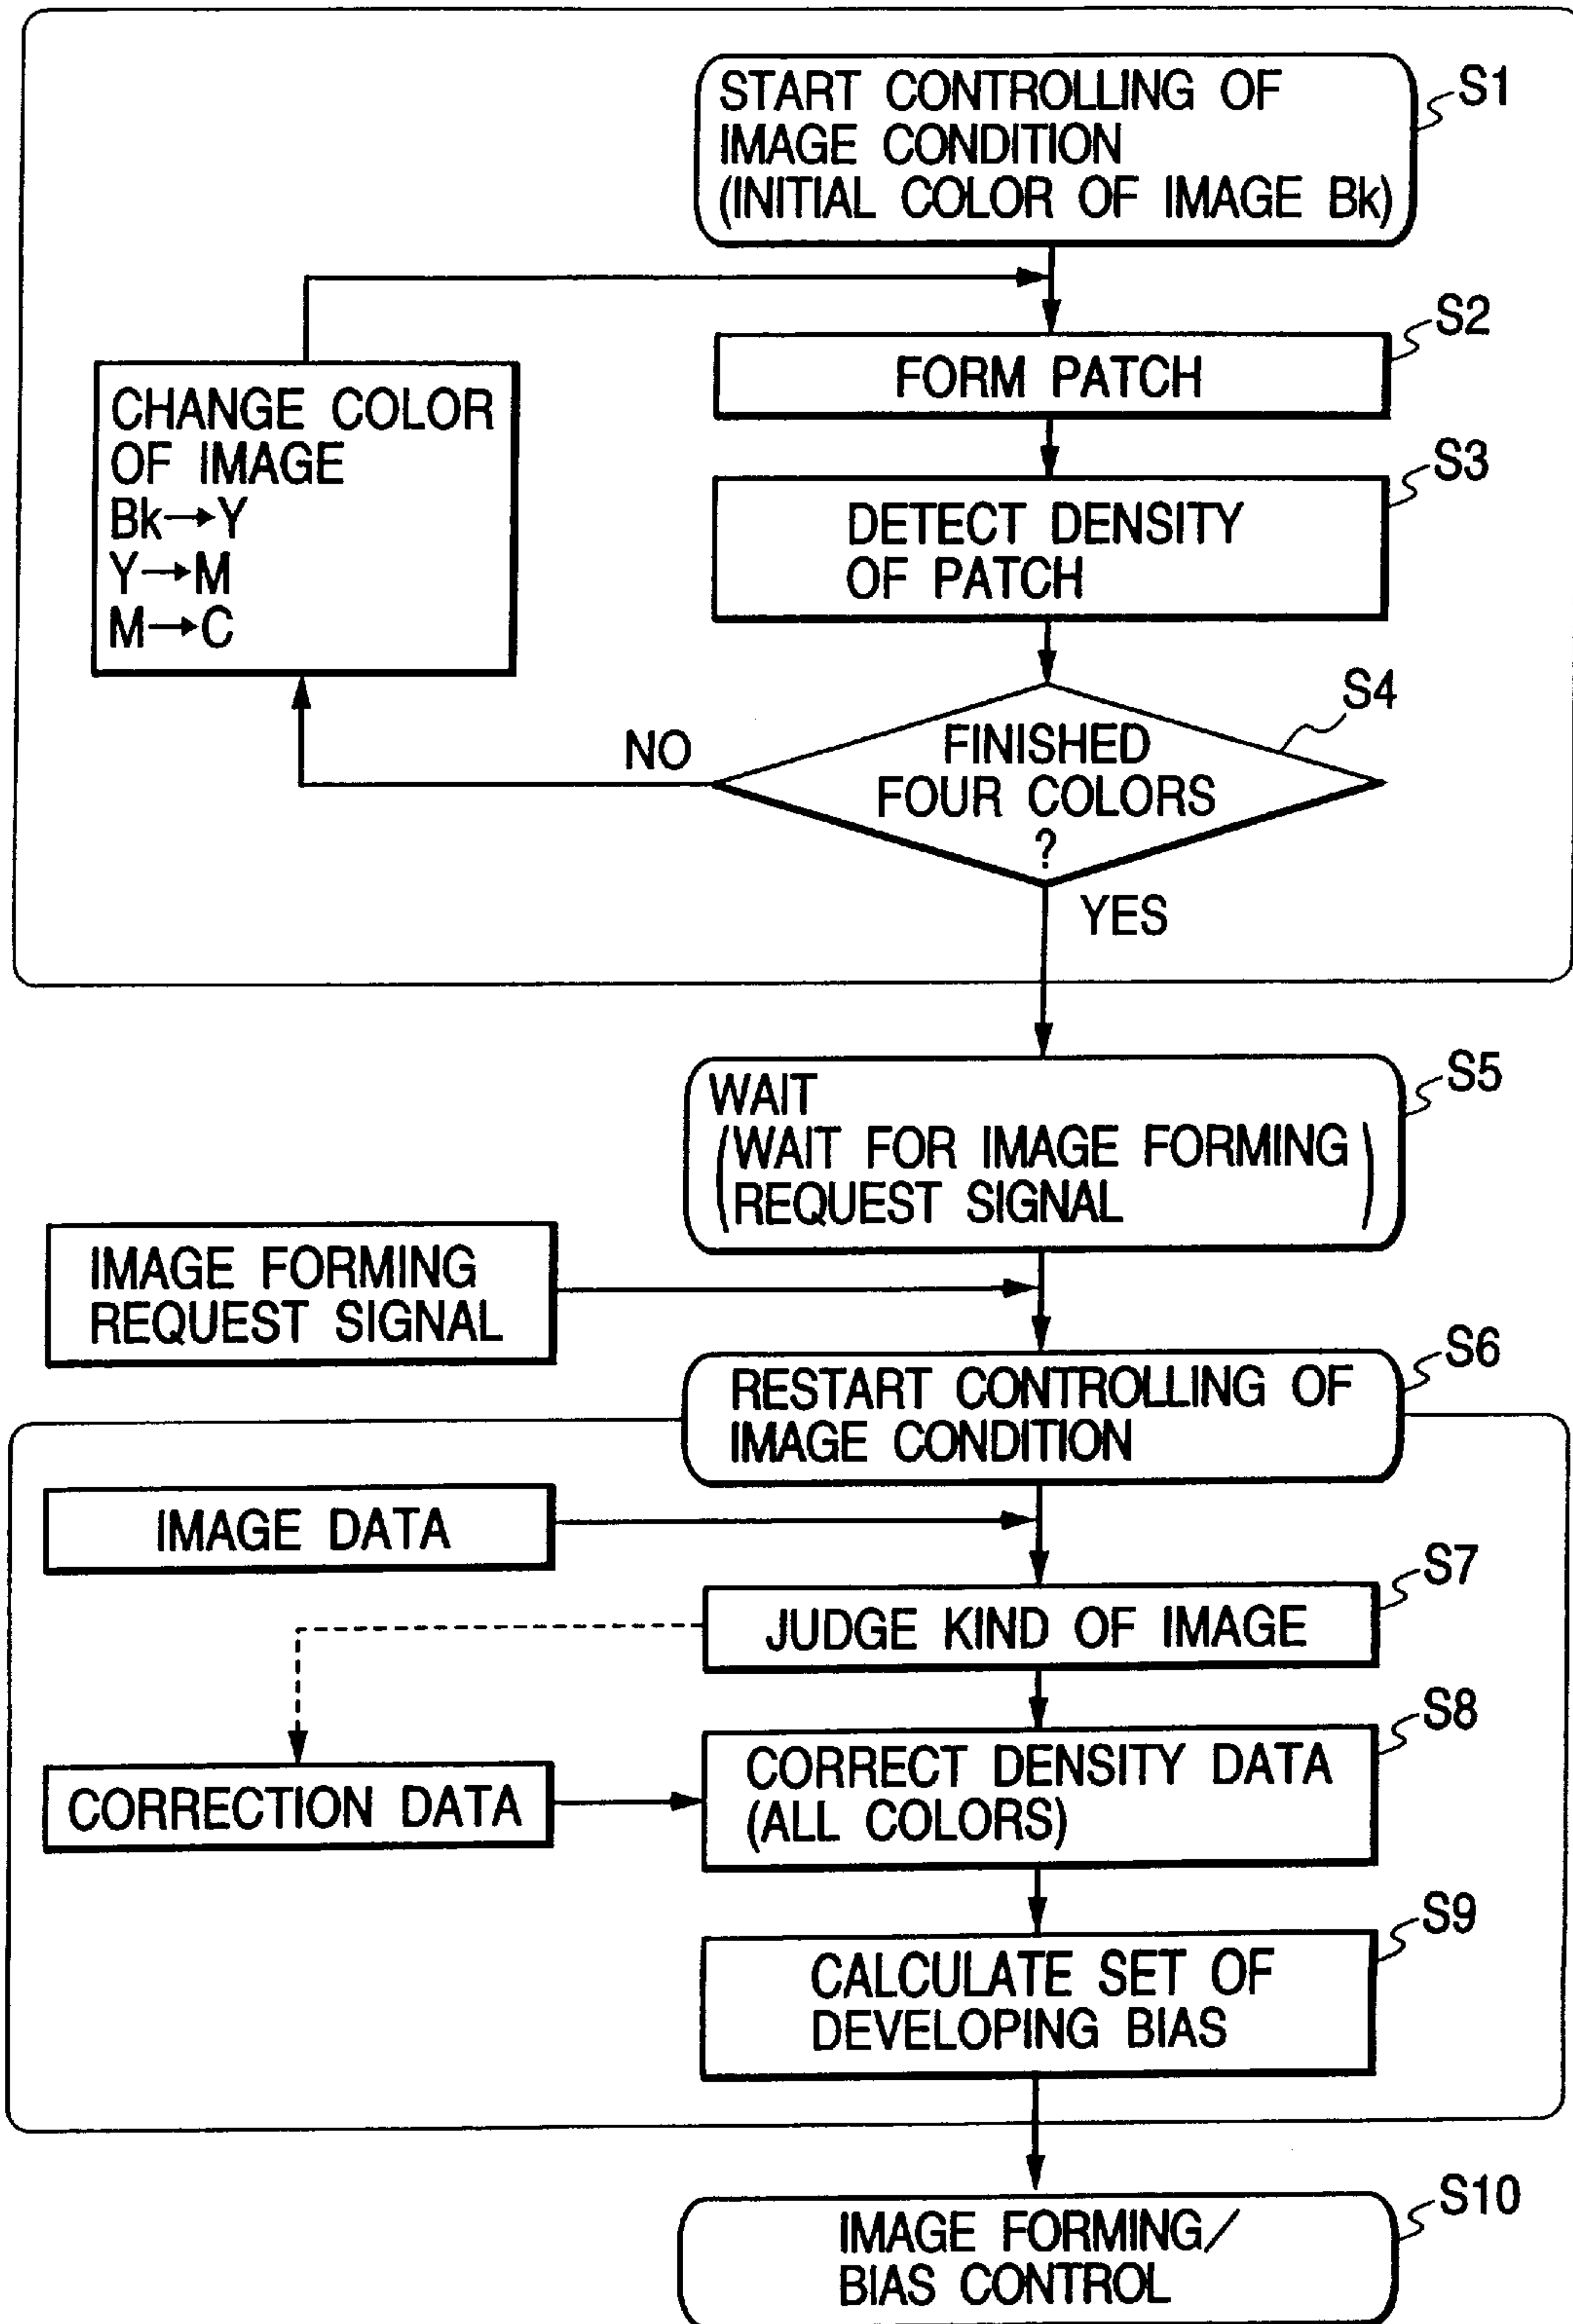 START CONTROLLING OF
IMAGE CONDITION
(INITIAL COLOR OF IMAGE Bk)
S1
S2
FORM PATCH
CHANGE COLOR
OF IMAGE
Bk→Y
Y→M
M→C
S3
DETECT DENSITY
OF PATCH
S4
NO
FINISHED
FOUR COLORS
?
YES
S5
WAIT
(WAIT FOR IMAGE FORMING
REQUEST SIGNAL)
IMAGE FORMING
REQUEST SIGNAL
S6
RESTART CONTROLLING OF
IMAGE CONDITION
IMAGE DATA
S7
JUDGE KIND OF IMAGE
S8
CORRECTION DATA
CORRECT DENSITY DATA
(ALL COLORS)
S9
CALCULATE SET OF
DEVELOPING BIAS
S10
IMAGE FORMING/
BIAS CONTROL